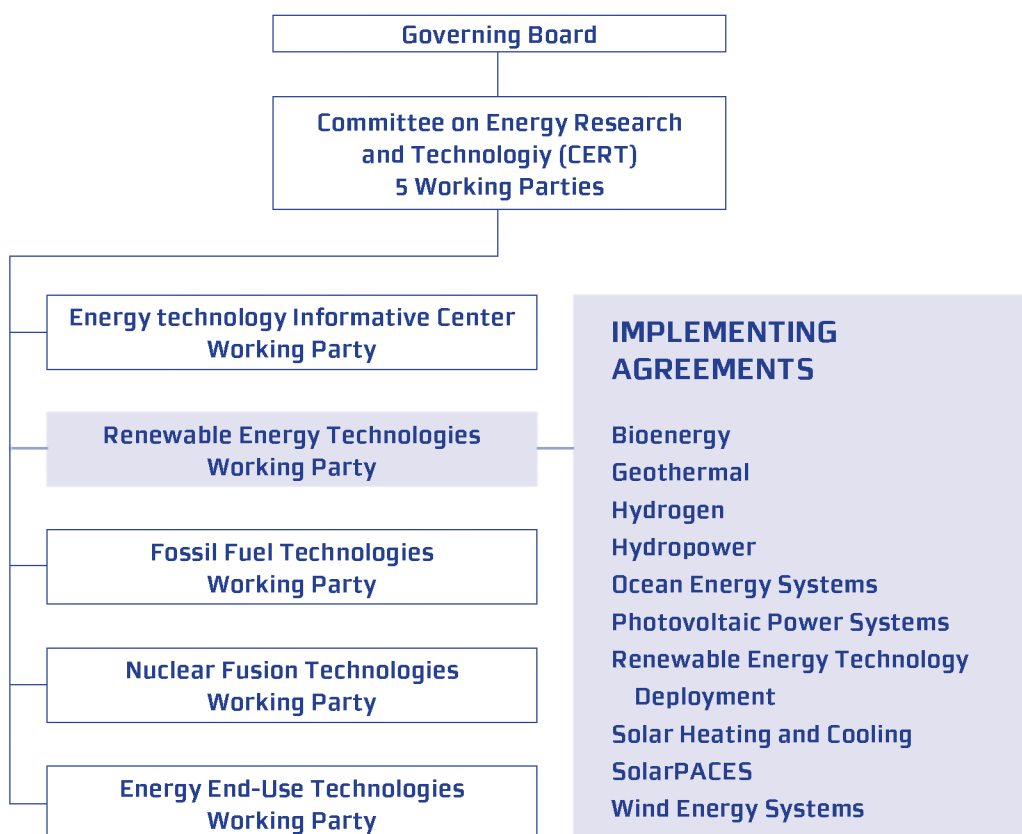 Governing Board
Committee on Energy Research
and Technologiy (CERT)
5 Working Parties
Energy technology Informative Center
Working Party
Renewable Energy Technologies
Working Party
Fossil Fuel Technologies
Working Party
Nuclear Fusion Technologies
Working Party
Energy End-Use Technologies
Working Party
IMPLEMENTING
AGREEMENTS
Bioenergy
Geothermal
Hydrogen
Hydropower
Ocean Energy Systems
Photovoltaic Power Systems
Renewable Energy Technology
Deployment
Solar Heating and Cooling
SolarPACES
Wind Energy Systems